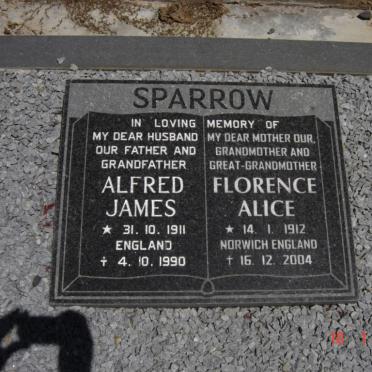 SPARROW
IN LOVING MEMORY OF
MY DEAR HUSBAND
OUR FATHER AND
GRANDFATHER
ALFRED
JAMES
★ 31. 10. 1911
ENGLAND
✝ 4. 10. 1990
MY DEAR MOTHER OUR
GRANDMOTHER AND
GREAT-GRANDMOTHER
FLORENCE
ALICE
★ 14. 1. 1912
NORWICH ENGLAND
✝ 16. 12. 2004